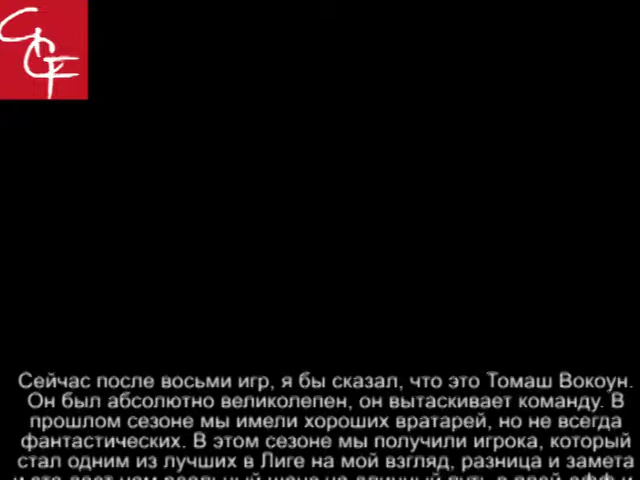 GCF
Сейчас после восьми игр, я бы сказал, что это Томаш Вокоун.
Он был абсолютно великолепен, он вытаскивает команду. В
прошлом сезоне мы имели хороших вратарей, но не всегда
фантастических. В этом сезоне мы получили игрока, который
стал одним из лучших в Лиге на мой взгляд, разница и замета